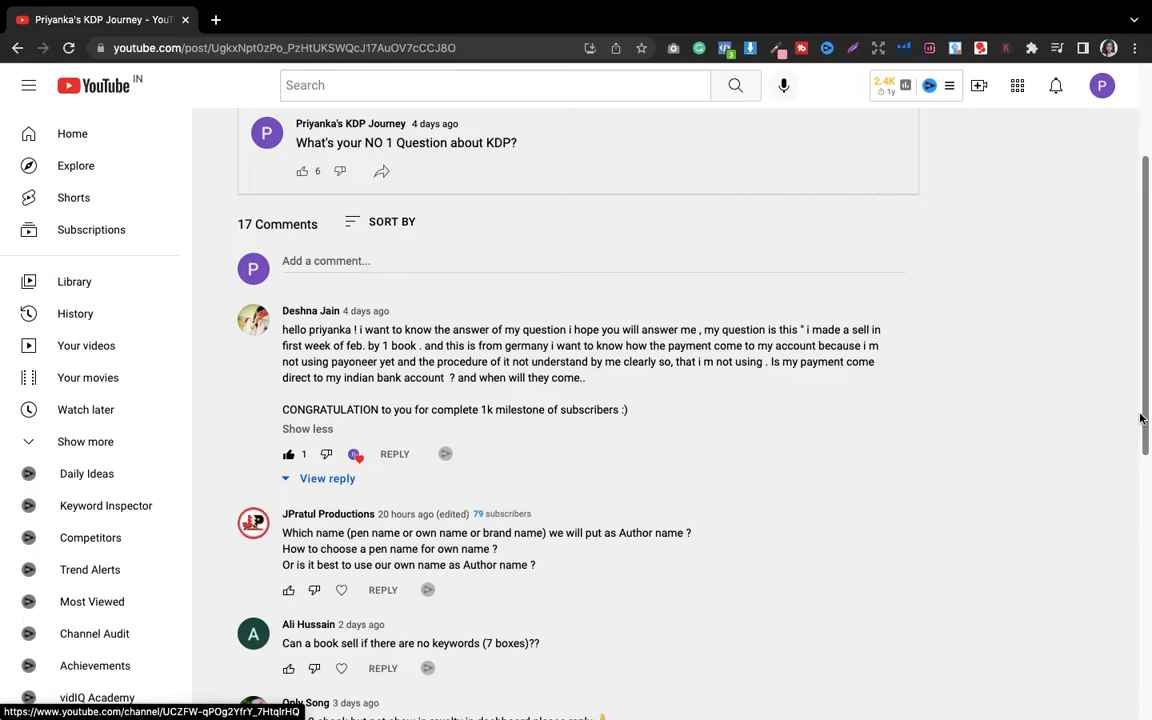 Priyanka's KDP Journey - YouT
youtube.com/post/UgkxNpt0zPo_PzHtUKSWQcJ17AuOV7cCCJ8O
YouTube IN
Search
2.4K
1y
P
Home
Explore
Shorts
Subscriptions
Library
History
Your videos
Your movies
Watch later
Show more
Daily Ideas
Keyword Inspector
Competitors
Trend Alerts
Most Viewed
Channel Audit
Achievements
vidIQ Academy
P
Priyanka's KDP Journey 4 days ago
What's your NO 1 Question about KDP?
6
17 Comments SORT BY
P
Add a comment...
Deshna Jain 4 days ago
hello priyanka ! i want to know the answer of my question i hope you will answer me , my question is this " i made a sell in
first week of feb. by 1 book . and this is from germany i want to know how the payment come to my account because i m
not using payoneer yet and the procedure of it not understand by me clearly so, that i m not using . Is my payment come
direct to my indian bank account ? and when will they come..
CONGRATULATION to you for complete 1k milestone of subscribers :)
Show less
1 REPLY
View reply
JP
JPratul Productions 20 hours ago (edited) 79 subscribers
Which name (pen name or own name or brand name) we will put as Author name ?
How to choose a pen name for own name ?
Or is it best to use our own name as Author name ?
REPLY
A
Ali Hussain 2 days ago
Can a book sell if there are no keywords (7 boxes)??
REPLY
Only Song 3 days ago